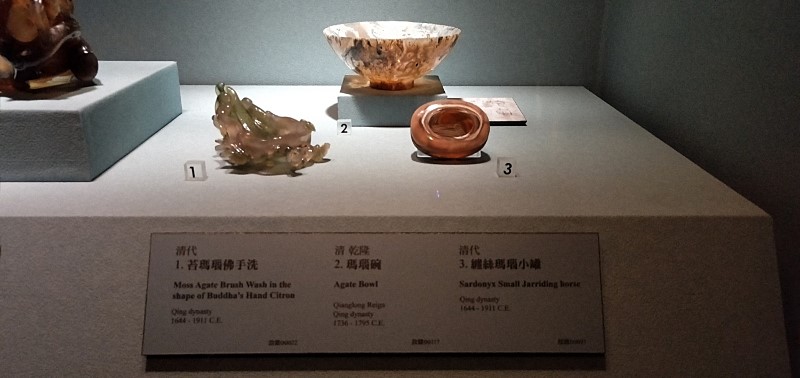 1
2
3
清代
1. 苔瑪瑙佛手洗
Moss Agate Brush Wash in the
shape of Buddha's Hand Citron
Qing dynasty
1644 - 1911 C.E.
清 乾隆
2. 瑪瑙碗
Agate Bowl
Qianglong Reign
Qing dynasty
1736 - 1795 C.E.
清代
3. 纏絲瑪瑙小罐
Sardonyx Small Jarriding horse
Qing dynasty
1644 - 1911 C.E.